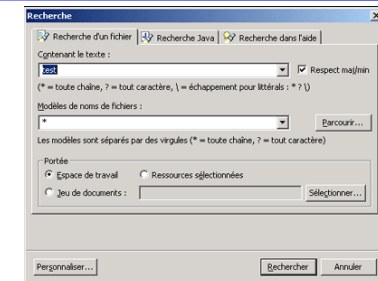 Recherche
Recherche d'un fichier Recherche Java Recherche dans l'aide
Contenant le texte :
test Respect maj/min
(* = toute chaîne, ? = tout caractère, \ = échappement pour littérals : * ? \)
Modèles de noms de fichiers :
* Parcourir...
Les modèles sont séparés par des virgules (* = toute chaîne, ? = tout caractère)
Portée
Espace de travail Ressources sélectionnées
Jeu de documents : Sélectionner...
Personnaliser... Rechercher Annuler